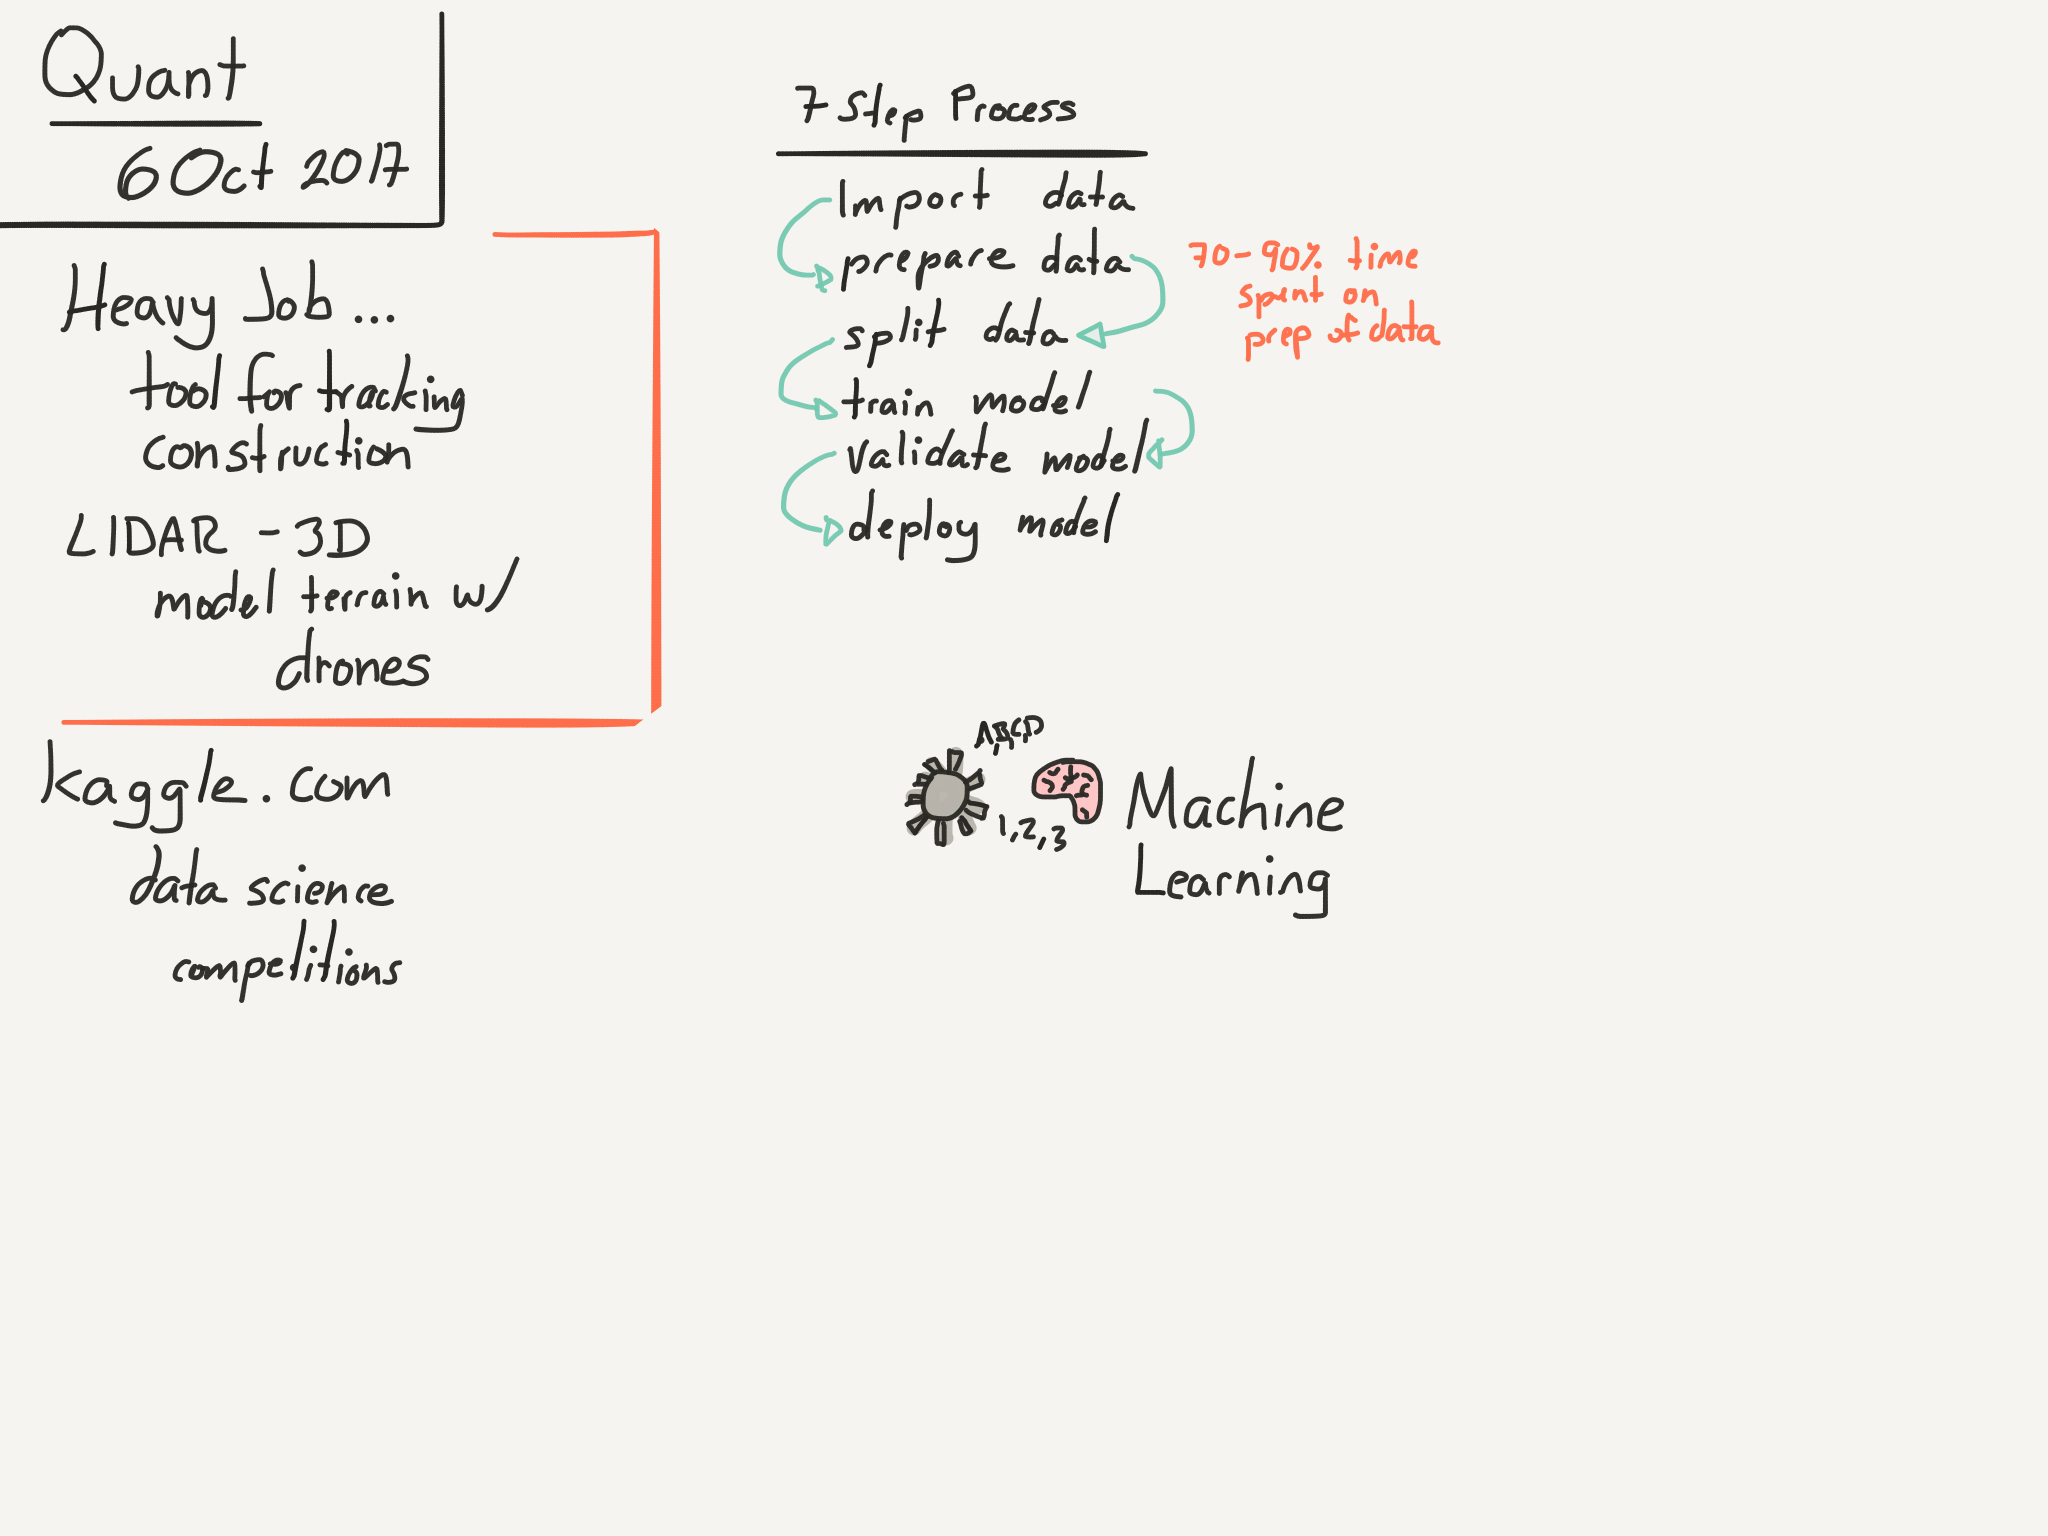 Quant
6 Oct 2017
Heavy Job...
tool for tracking
construction
LIDAR - 3D
model terrain w/
drones
kaggle.com
data science
competitions
7 Step Process
Import data
prepare data
split data
train model
validate model
deploy model
70-90% time
spent on
prep of data
A,B,C,D
1,2,3
Machine
Learning